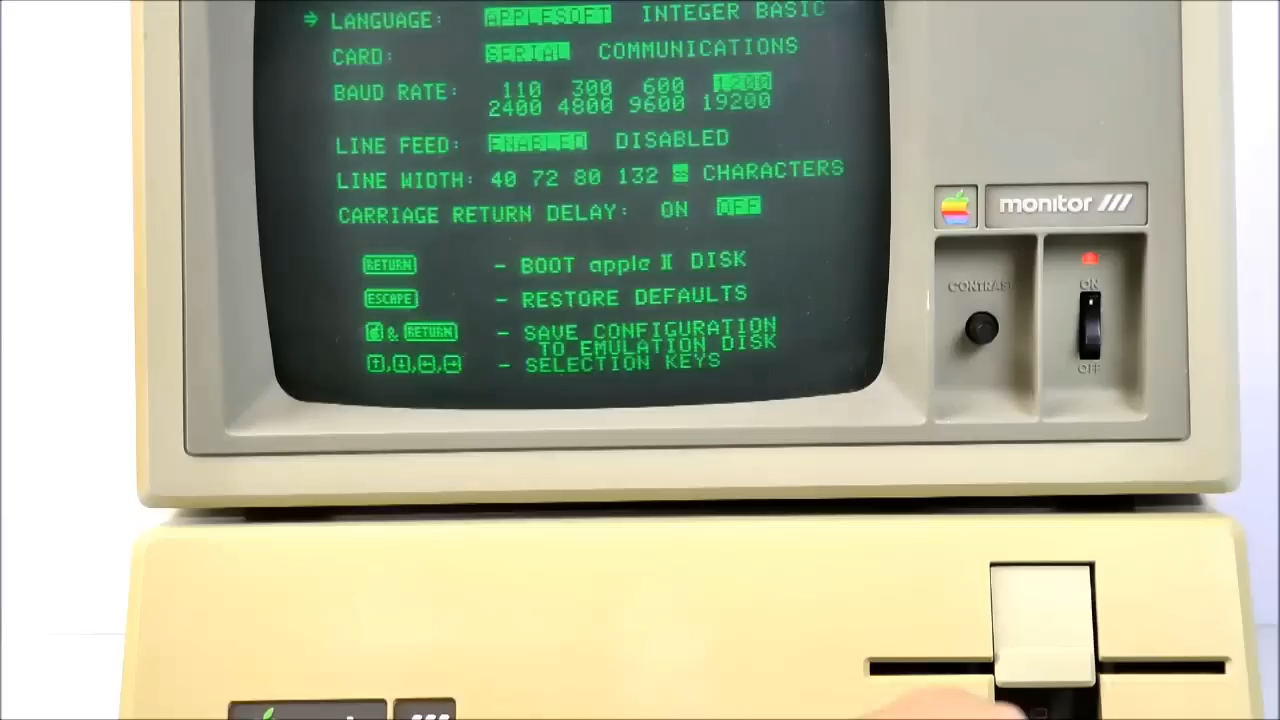 LANGUAGE: APPLESOFT INTEGER BASIC
CARD: SERIAL COMMUNICATIONS
BAUD RATE: 110 300 600 1200
2400 4800 9600 19200
LINE FEED: ENABLED DISABLED
LINE WIDTH: 40 72 80 132 CHARACTERS
CARRIAGE RETURN DELAY: ON OFF
RETURN - BOOT apple II DISK
ESCAPE - RESTORE DEFAULTS
& RETURN - SAVE CONFIGURATION
TO EMULATION DISK
↑,↓,←,→ - SELECTION KEYS
monitor ///
CONTRAST
ON
OFF